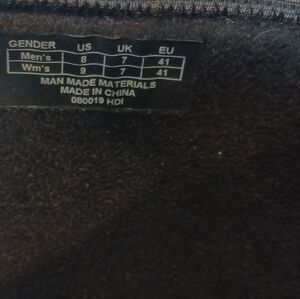 GENDER US UK EU
Men's 8 7 41
Wm's 9 7 41
MAN MADE MATERIALS
MADE IN CHINA
080019 HDI